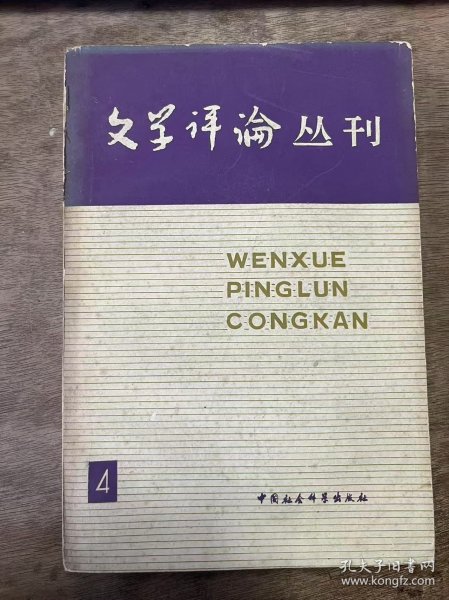 文学评论丛刊
WENXUE
PINGLUN
CONGKAN
4
中国社会科学出版社
孔夫子旧书网
www.kongfz.com